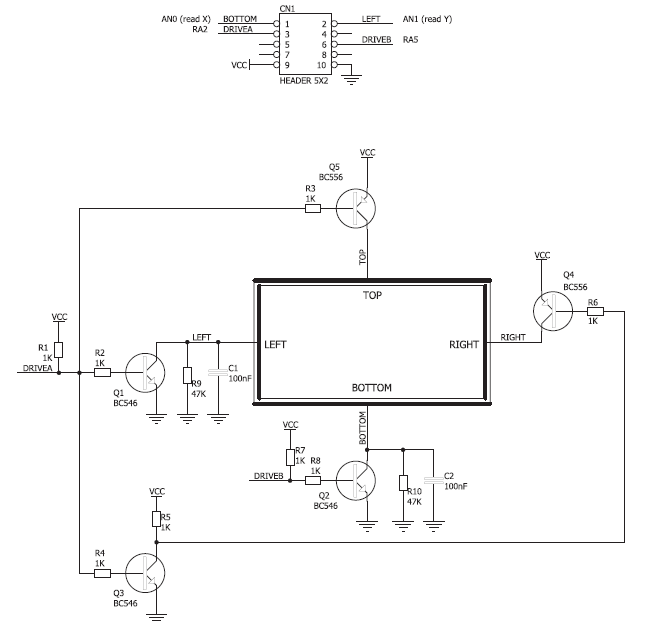 CN1
AN0 (read X) BOTTOM 1 2 LEFT AN1 (read Y)
RA2 DRIVEA 3 4
5 6 DRIVEB RA5
7 8
VCC 9 10
HEADER 5X2
VCC
Q5
BC556
R3
1K
TOP
VCC
Q4
BC556
TOP
R6
1K
VCC
R1
1K
DRIVEA
R2
1K
Q1
BC546
LEFT
R9
47K
C1
100nF
LEFT
RIGHT
RIGHT
BOTTOM
BOTTOM
VCC
R7
1K
R8
1K
DRIVEB
Q2
BC546
R10
47K
C2
100nF
VCC
R5
1K
R4
1K
Q3
BC546